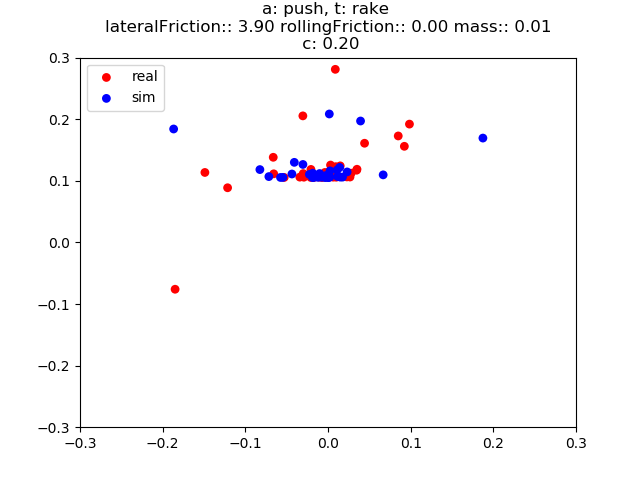 a: push, t: rake
lateralFriction:: 3.90 rollingFriction:: 0.00 mass:: 0.01
c: 0.20
real
sim
0.3
0.2
0.1
0.0
−0.1
−0.2
−0.3
−0.3 −0.2 −0.1 0.0 0.1 0.2 0.3